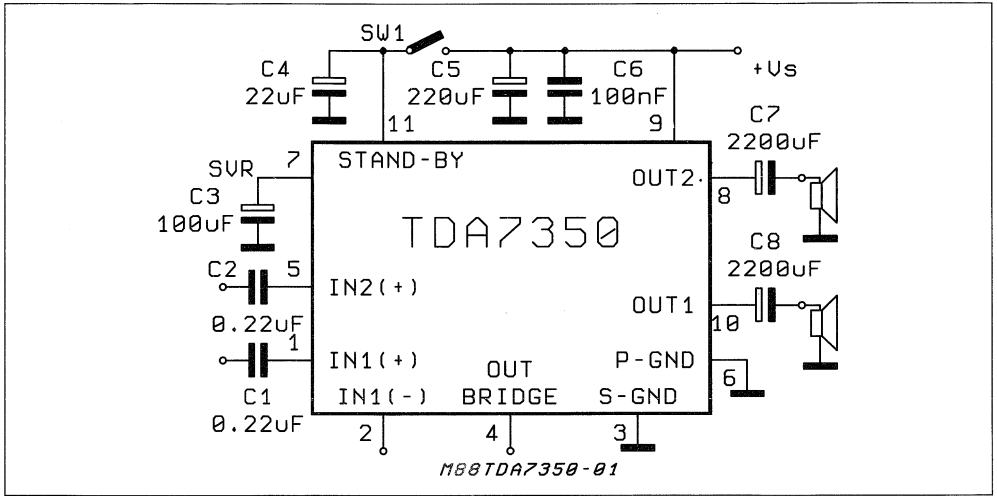 SW1
C4
22uF
C5
220uF
C6
100nF
+Vs
11
9
C7
2200uF
7
STAND-BY
SVR
OUT2
8
C3
100uF
TDA7350
C8
2200uF
C2
5
IN2(+)
0.22uF
OUT1
10
1
IN1(+)
OUT
BRIDGE
P-GND
6
C1
0.22uF
IN1(-)
S-GND
2
4
3
M88TDA7350-01